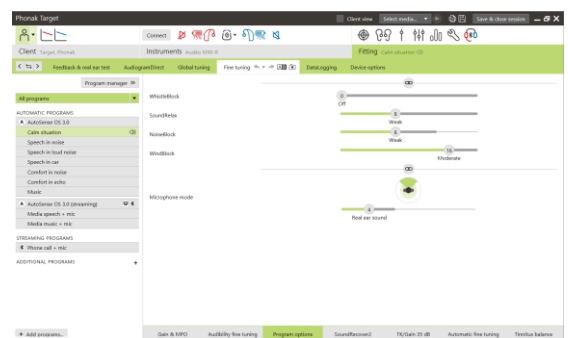 Phonak Target
Client view Select media... Save & close session
Connect
Client Target, Phonak Instruments Audéo M90-R Fitting Calm situation
Feedback & real ear test AudiogramDirect Global tuning Fine tuning DataLogging Device options
Program manager
All programs
AUTOMATIC PROGRAMS
A AutoSense OS 3.0
Calm situation
Speech in noise
Speech in loud noise
Speech in car
Comfort in noise
Comfort in echo
Music
A AutoSense OS 3.0 (streaming)
Media speech + mic
Media music + mic
STREAMING PROGRAMS
Phone call + mic
ADDITIONAL PROGRAMS +
+ Add programs...
WhistleBlock
0
Off
SoundRelax
8
Weak
NoiseBlock
8
Weak
WindBlock
16
Moderate
Microphone mode
4
Real ear sound
Gain & MPO Audibility fine tuning Program options SoundRecover2 TK/Gain 35 dB Automatic fine tuning Tinnitus balance